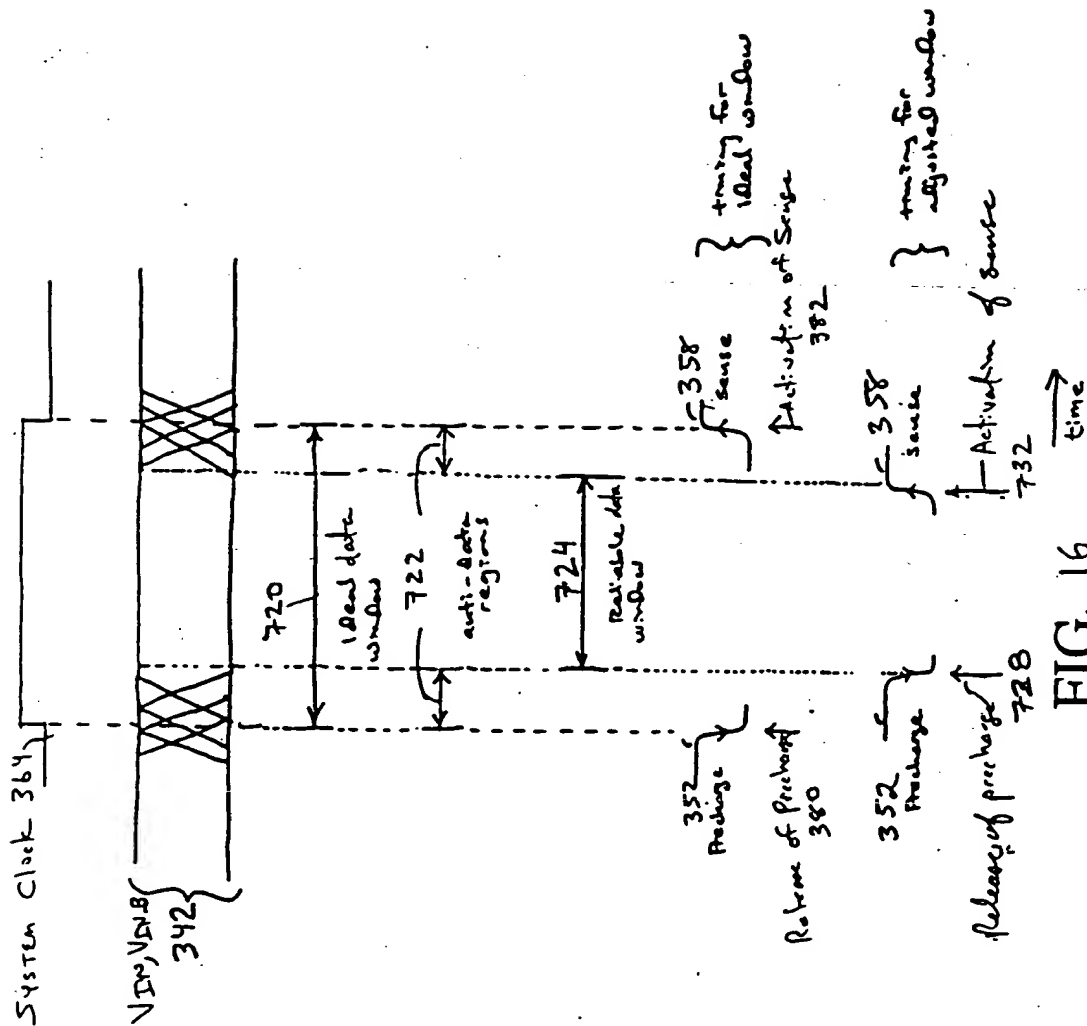 System Clock 364
VIN, VINB
342
720
Ideal data
window
722
anti-data
regions
724
Reliable data
window
352
Precharge
Release of Precharge
380
358
sense
Activation of Sense
382
} timing for
ideal window
352
Precharge
Release of precharge
728
358
sense
Activation of sense
732
} timing for
adjusted window
time
FIG. 16